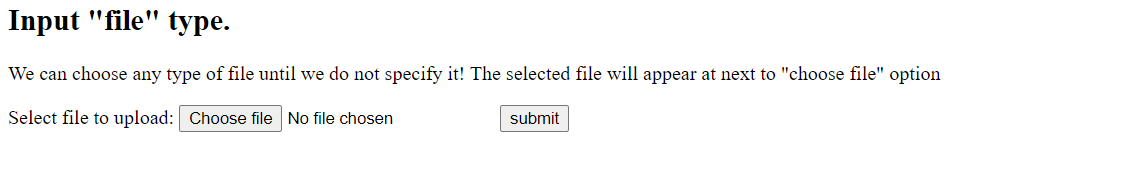 Input "file" type.
We can choose any type of file until we do not specify it! The selected file will appear at next to "choose file" option
Select file to upload: Choose file No file chosen submit